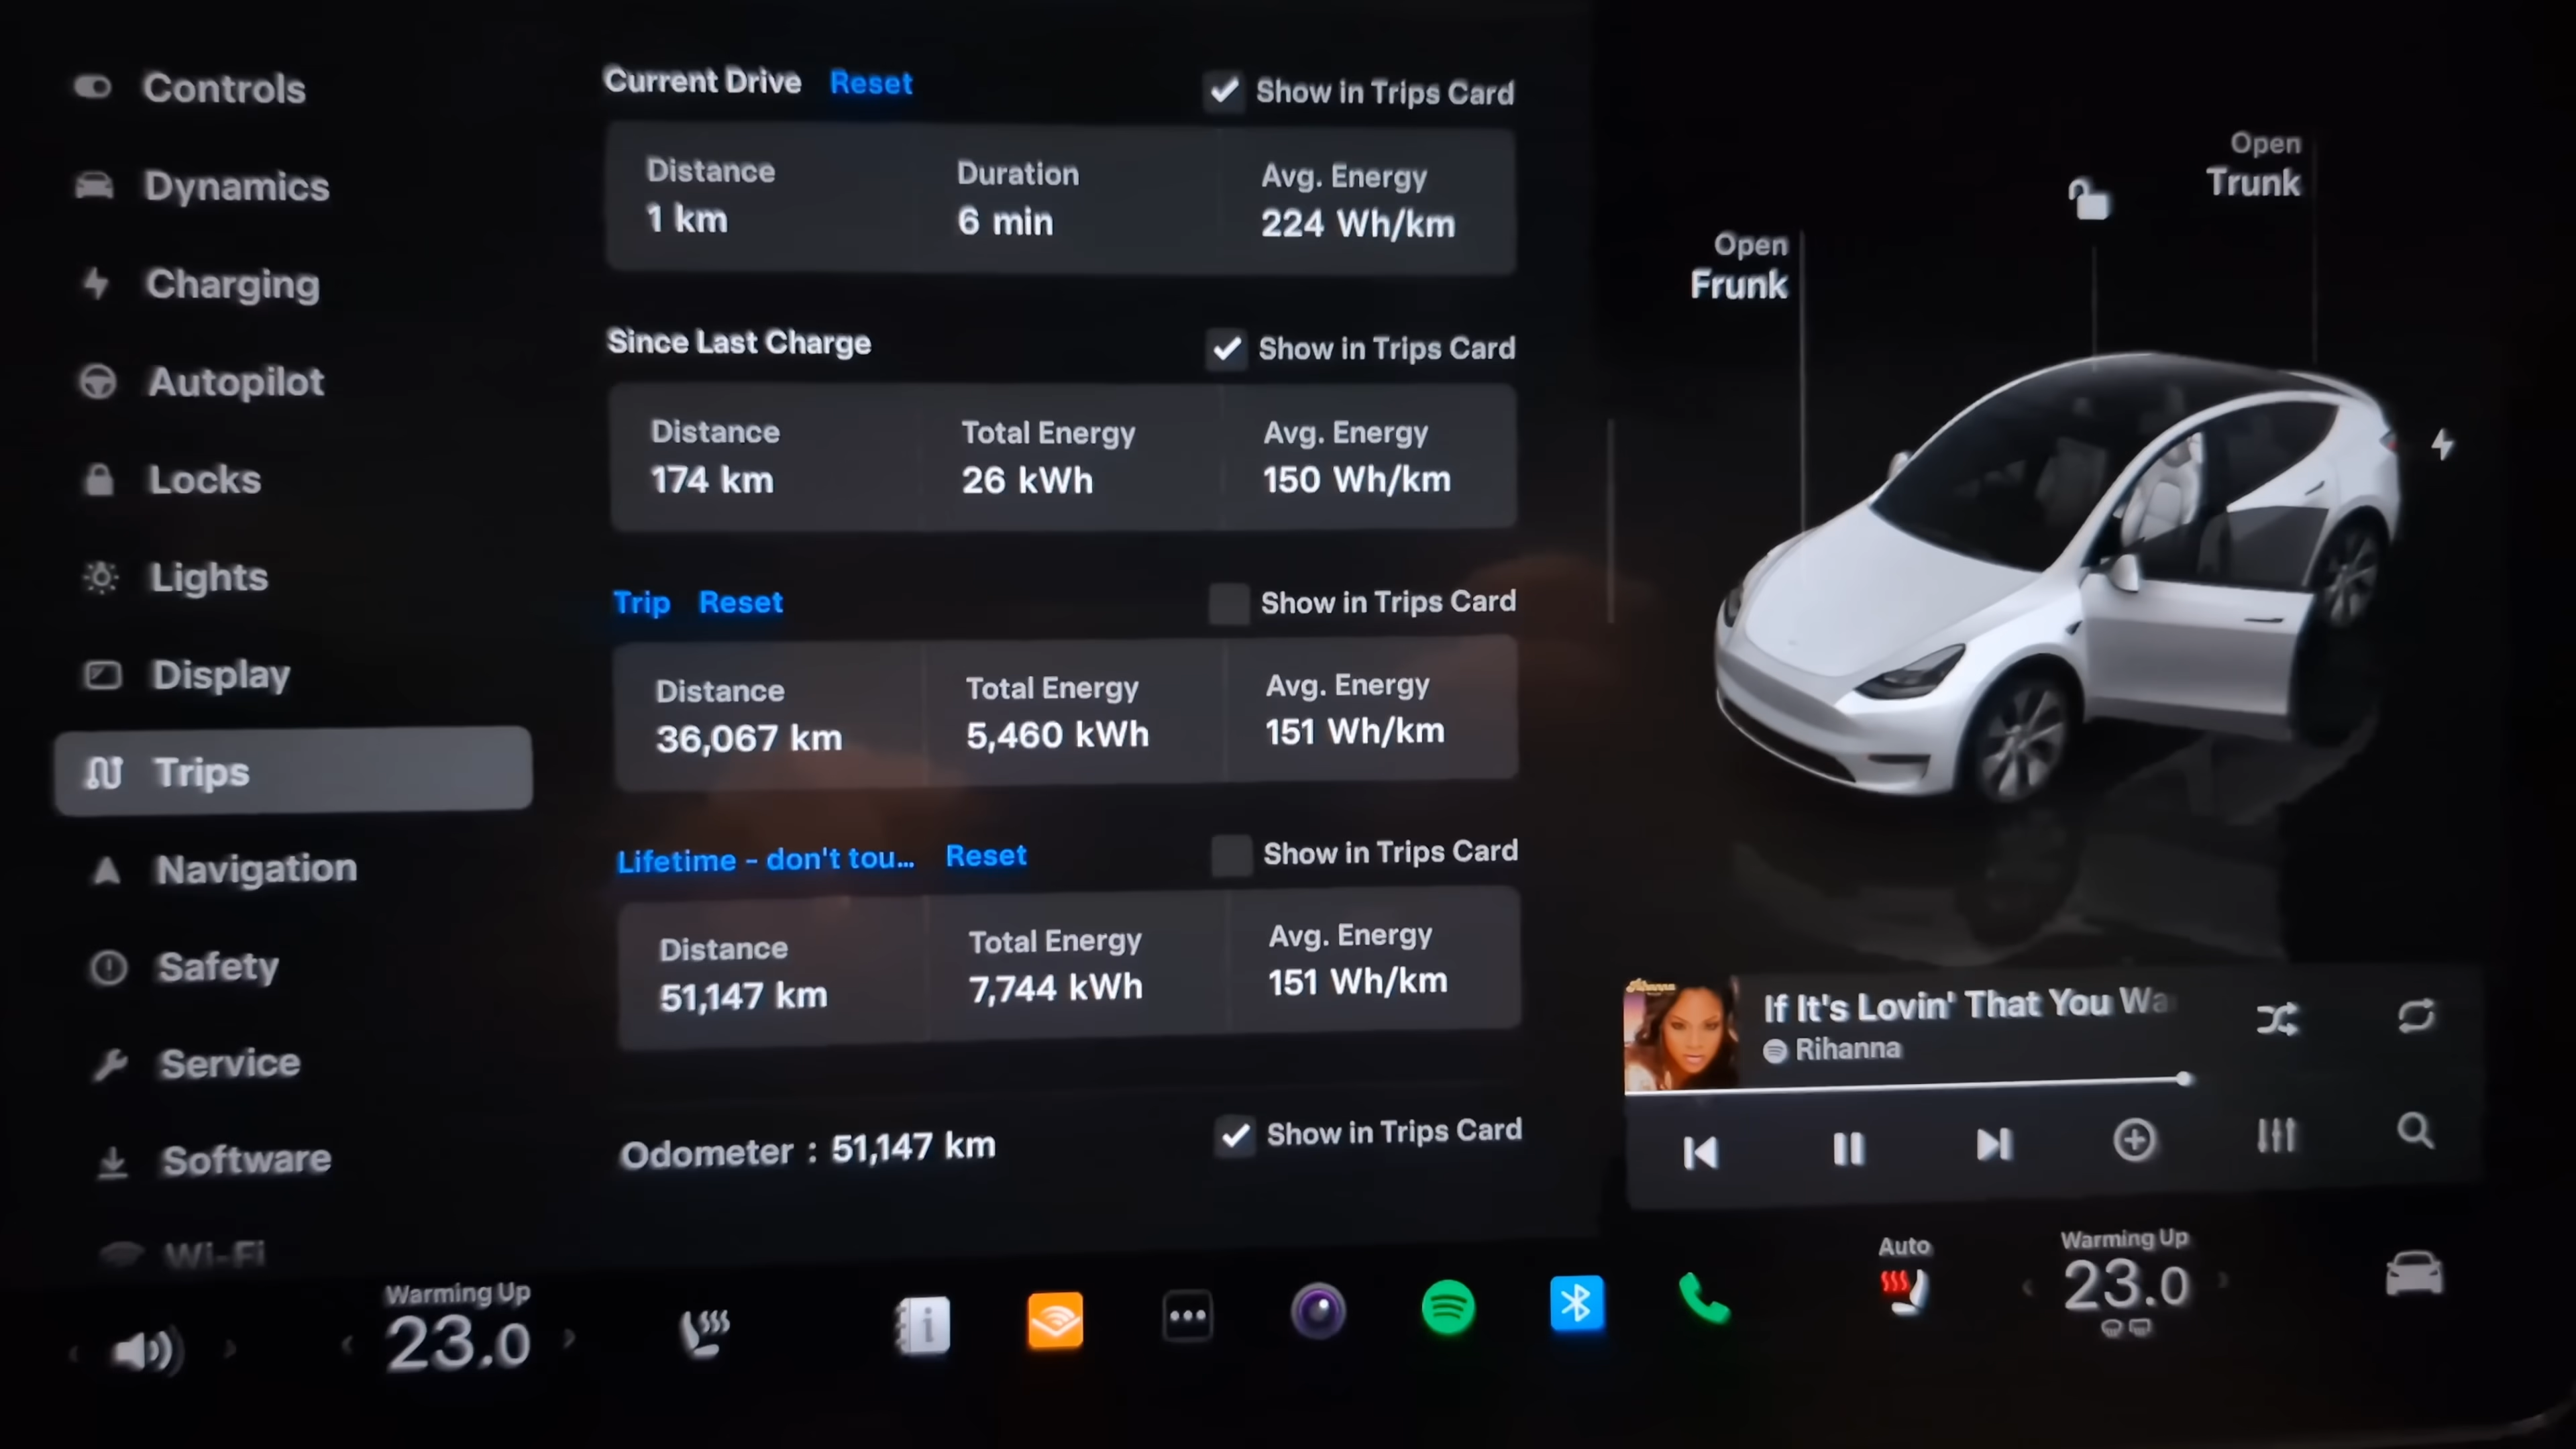 Controls
Dynamics
Charging
Autopilot
Locks
Lights
Display
Trips
Navigation
Safety
Service
Software
Wi-Fi
Current Drive Reset
Show in Trips Card
Distance Duration Avg. Energy
1 km 6 min 224 Wh/km
Since Last Charge
Show in Trips Card
Distance Total Energy Avg. Energy
174 km 26 kWh 150 Wh/km
Trip Reset
Show in Trips Card
Distance Total Energy Avg. Energy
36,067 km 5,460 kWh 151 Wh/km
Lifetime - don't tou... Reset
Show in Trips Card
Distance Total Energy Avg. Energy
51,147 km 7,744 kWh 151 Wh/km
Odometer : 51,147 km
Show in Trips Card
Open
Frunk
Open
Trunk
If It's Lovin' That You Wa
Rihanna
Warming Up
23.0
Auto
Warming Up
23.0